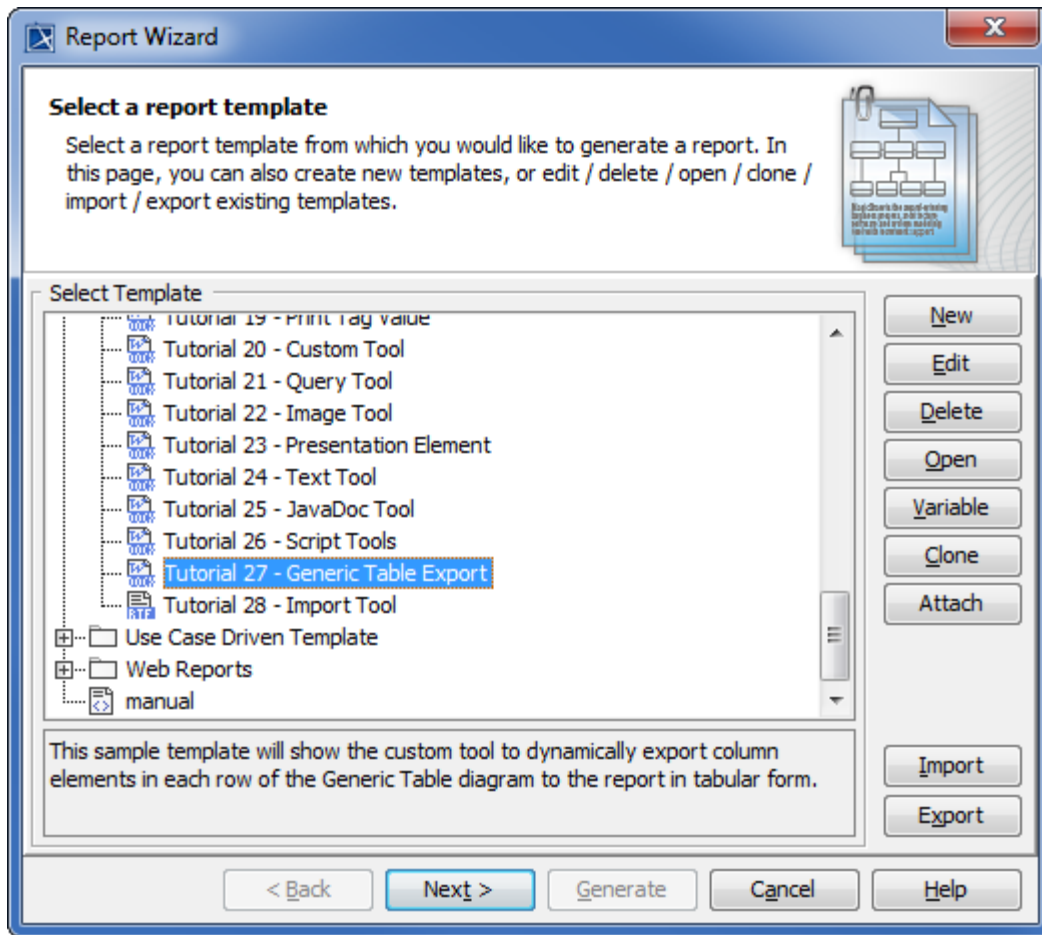 Report Wizard
Select a report template
Select a report template from which you would like to generate a report. In
this page, you can also create new templates, or edit / delete / open / clone /
import / export existing templates.
Select Template
Tutorial 19 - Print Tag Value
Tutorial 20 - Custom Tool
Tutorial 21 - Query Tool
Tutorial 22 - Image Tool
Tutorial 23 - Presentation Element
Tutorial 24 - Text Tool
Tutorial 25 - JavaDoc Tool
Tutorial 26 - Script Tools
Tutorial 27 - Generic Table Export
RTF Tutorial 28 - Import Tool
Use Case Driven Template
Web Reports
manual
This sample template will show the custom tool to dynamically export column
elements in each row of the Generic Table diagram to the report in tabular form.
New
Edit
Delete
Open
Variable
Clone
Attach
Import
Export
< Back Next > Generate Cancel Help